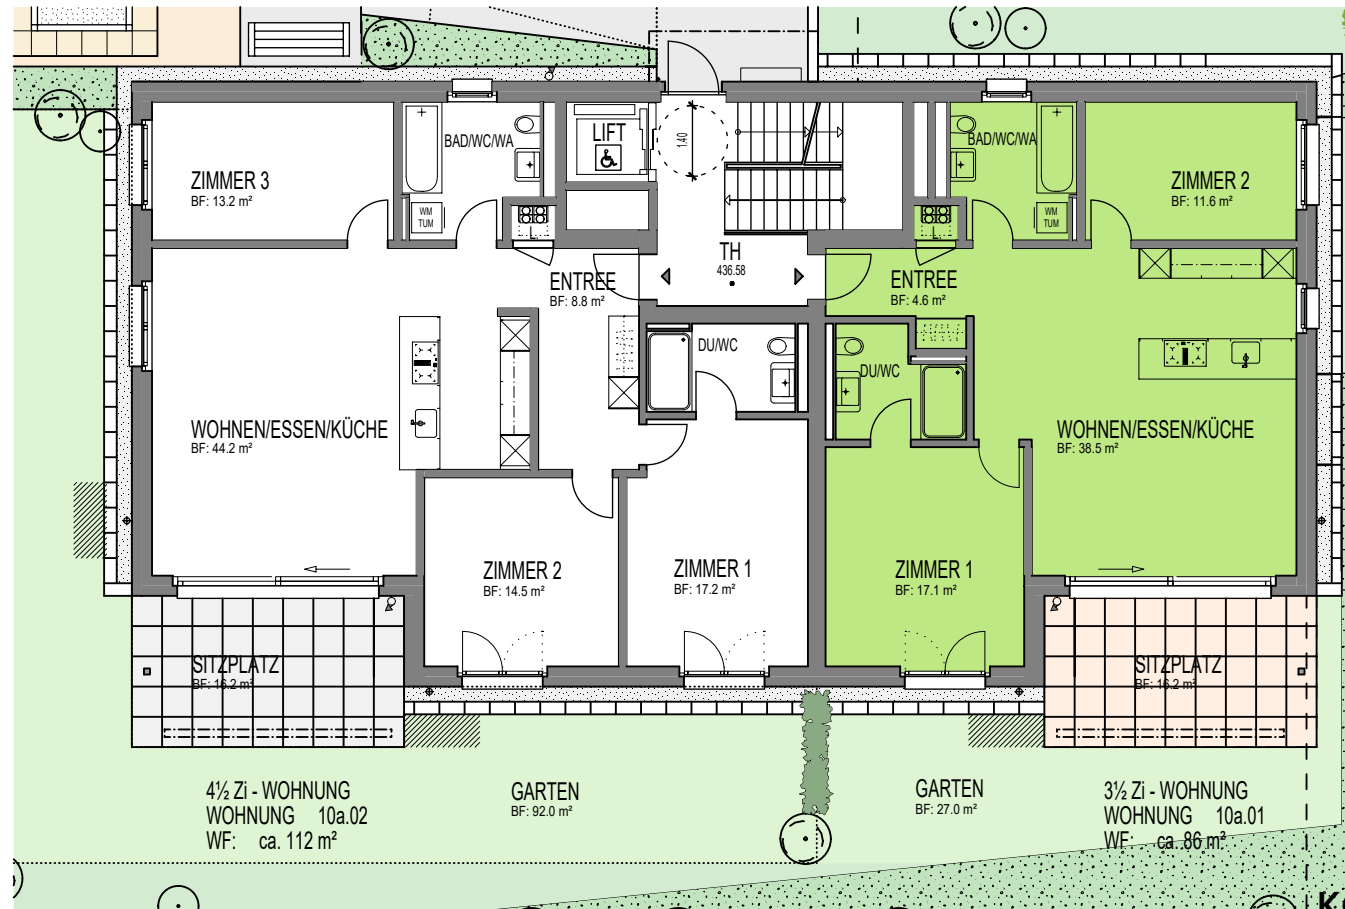 LIFT
1.40
BAD/WC/WA
BAD/WC/WA
ZIMMER 3
BF: 13.2 m²
ZIMMER 2
BF: 11.6 m²
WM
TUM
WM
TUM
L.
L.
TH
436.58
ENTREE
BF: 8.8 m²
ENTREE
BF: 4.6 m²
DU/WC
DU/WC
WOHNEN/ESSEN/KÜCHE
BF: 44.2 m²
WOHNEN/ESSEN/KÜCHE
BF: 38.5 m²
ZIMMER 2
BF: 14.5 m²
ZIMMER 1
BF: 17.2 m²
ZIMMER 1
BF: 17.1 m²
SITZPLATZ
BF: 16.2 m²
SITZPLATZ
BF: 16.2 m²
4½ Zi - WOHNUNG
WOHNUNG 10a.02
WF: ca. 112 m²
GARTEN
BF: 92.0 m²
GARTEN
BF: 27.0 m²
3½ Zi - WOHNUNG
WOHNUNG 10a.01
WF: ca. 86 m²